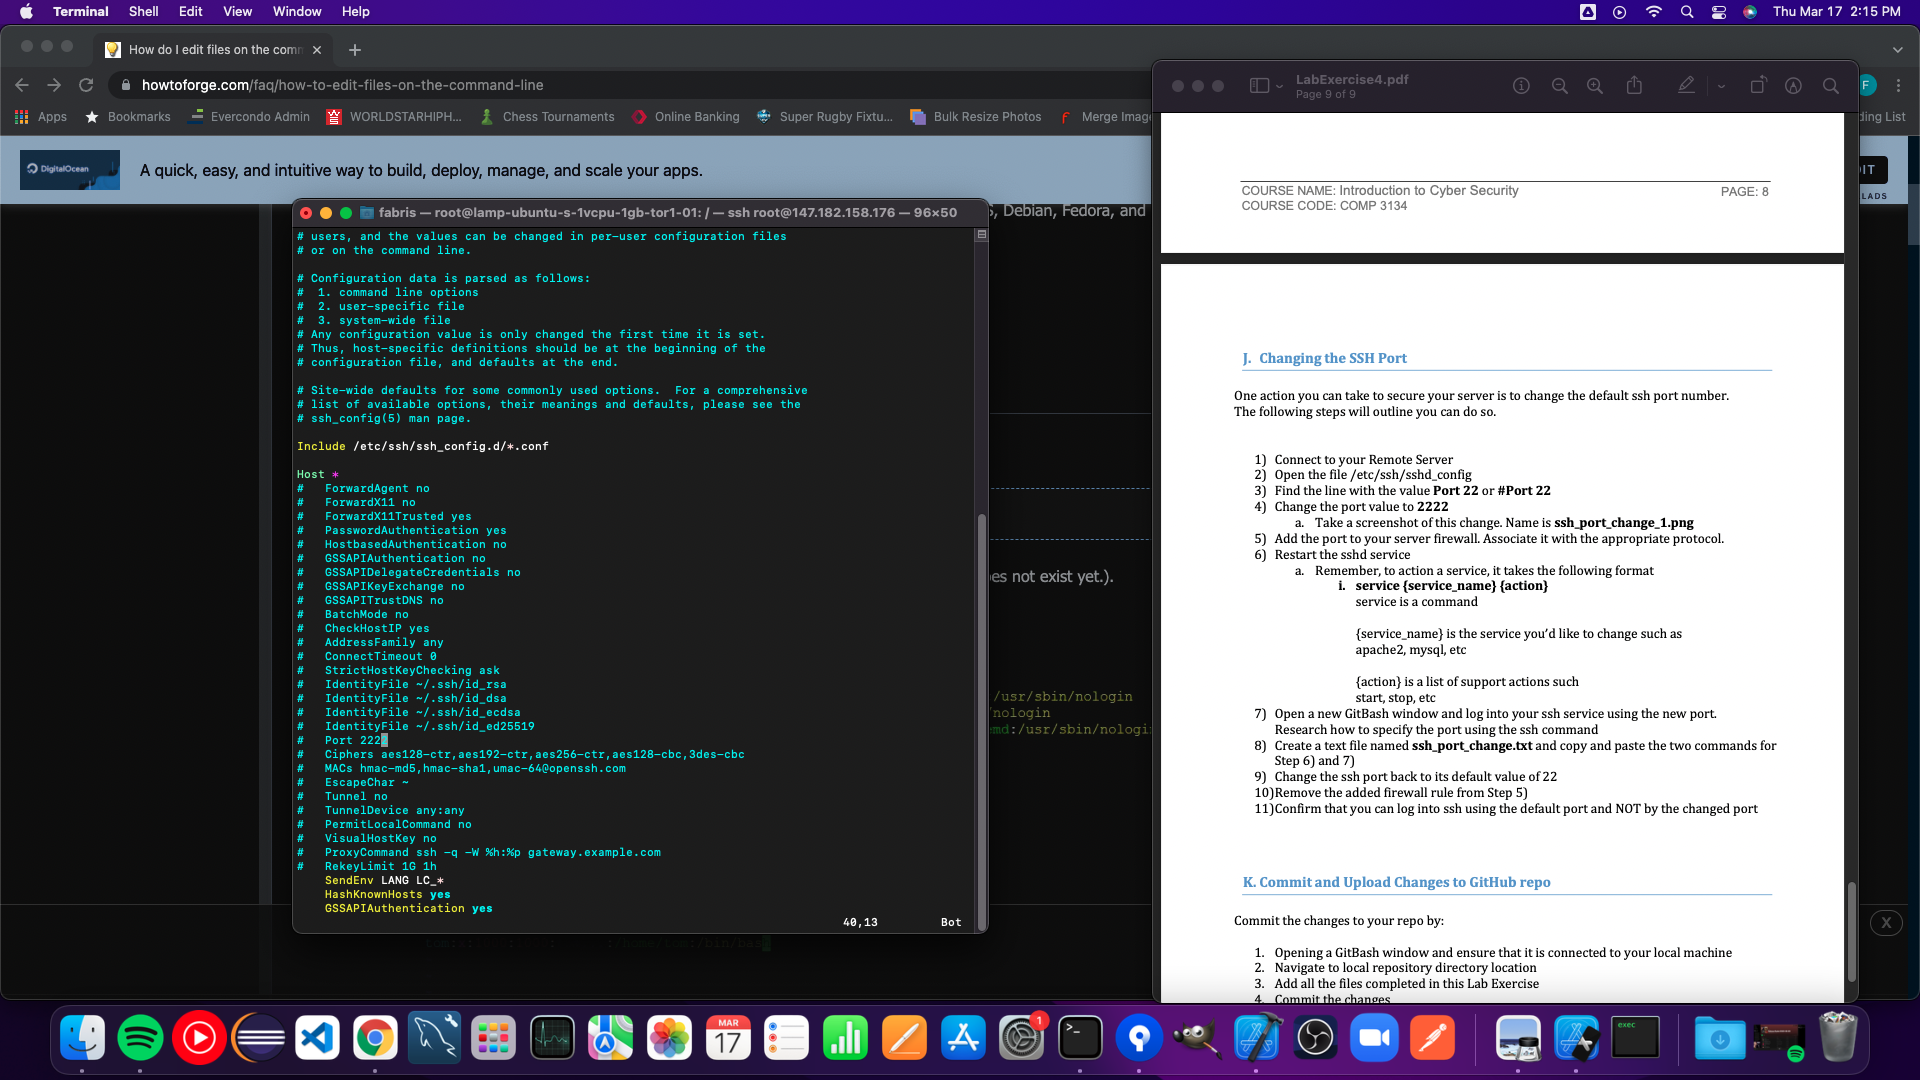 Terminal Shell Edit View Window Help
Thu Mar 17 2:15 PM
How do I edit files on the comm
howtoforge.com/faq/how-to-edit-files-on-the-command-line
Apps Bookmarks Evercondo Admin WORLDSTARHIPH... Chess Tournaments Online Banking Super Rugby Fixtu... Bulk Resize Photos Merge Imag
ding List
F
DigitalOcean
A quick, easy, and intuitive way to build, deploy, manage, and scale your apps.
IT
LADS
, Debian, Fedora, and
es not exist yet.).
/usr/sbin/nologin
nologin
md:/usr/sbin/nologi
X
fabris — root@lamp-ubuntu-s-1vcpu-1gb-tor1-01: / — ssh root@147.182.158.176 — 96×50
# users, and the values can be changed in per-user configuration files
# or on the command line.
# Configuration data is parsed as follows:
#  1. command line options
#  2. user-specific file
#  3. system-wide file
# Any configuration value is only changed the first time it is set.
# Thus, host-specific definitions should be at the beginning of the
# configuration file, and defaults at the end.
# Site-wide defaults for some commonly used options.  For a comprehensive
# list of available options, their meanings and defaults, please see the
# ssh_config(5) man page.
Include /etc/ssh/ssh_config.d/*.conf
Host *
#   ForwardAgent no
#   ForwardX11 no
#   ForwardX11Trusted yes
#   PasswordAuthentication yes
#   HostbasedAuthentication no
#   GSSAPIAuthentication no
#   GSSAPIDelegateCredentials no
#   GSSAPIKeyExchange no
#   GSSAPITrustDNS no
#   BatchMode no
#   CheckHostIP yes
#   AddressFamily any
#   ConnectTimeout 0
#   StrictHostKeyChecking ask
#   IdentityFile ~/.ssh/id_rsa
#   IdentityFile ~/.ssh/id_dsa
#   IdentityFile ~/.ssh/id_ecdsa
#   IdentityFile ~/.ssh/id_ed25519
#   Port 2222
#   Ciphers aes128-ctr,aes192-ctr,aes256-ctr,aes128-cbc,3des-cbc
#   MACs hmac-md5,hmac-sha1,umac-64@openssh.com
#   EscapeChar ~
#   Tunnel no
#   TunnelDevice any:any
#   PermitLocalCommand no
#   VisualHostKey no
#   ProxyCommand ssh -q -W %h:%p gateway.example.com
#   RekeyLimit 1G 1h
    SendEnv LANG LC_*
    HashKnownHosts yes
    GSSAPIAuthentication yes
40,13 Bot
LabExercise4.pdf
Page 9 of 9
COURSE NAME: Introduction to Cyber Security PAGE: 8
COURSE CODE: COMP 3134
J. Changing the SSH Port
One action you can take to secure your server is to change the default ssh port number.
The following steps will outline you can do so.
1) Connect to your Remote Server
2) Open the file /etc/ssh/sshd_config
3) Find the line with the value Port 22 or #Port 22
4) Change the port value to 2222
a. Take a screenshot of this change. Name is ssh_port_change_1.png
5) Add the port to your server firewall. Associate it with the appropriate protocol.
6) Restart the sshd service
a. Remember, to action a service, it takes the following format
i. service {service_name} {action}
service is a command
{service_name} is the service you'd like to change such as
apache2, mysql, etc
{action} is a list of support actions such
start, stop, etc
7) Open a new GitBash window and log into your ssh service using the new port.
Research how to specify the port using the ssh command
8) Create a text file named ssh_port_change.txt and copy and paste the two commands for
Step 6) and 7)
9) Change the ssh port back to its default value of 22
10)Remove the added firewall rule from Step 5)
11)Confirm that you can log into ssh using the default port and NOT by the changed port
K. Commit and Upload Changes to GitHub repo
Commit the changes to your repo by:
1. Opening a GitBash window and ensure that it is connected to your local machine
2. Navigate to local repository directory location
3. Add all the files completed in this Lab Exercise
4. Commit the changes
MAR
17
1
exec